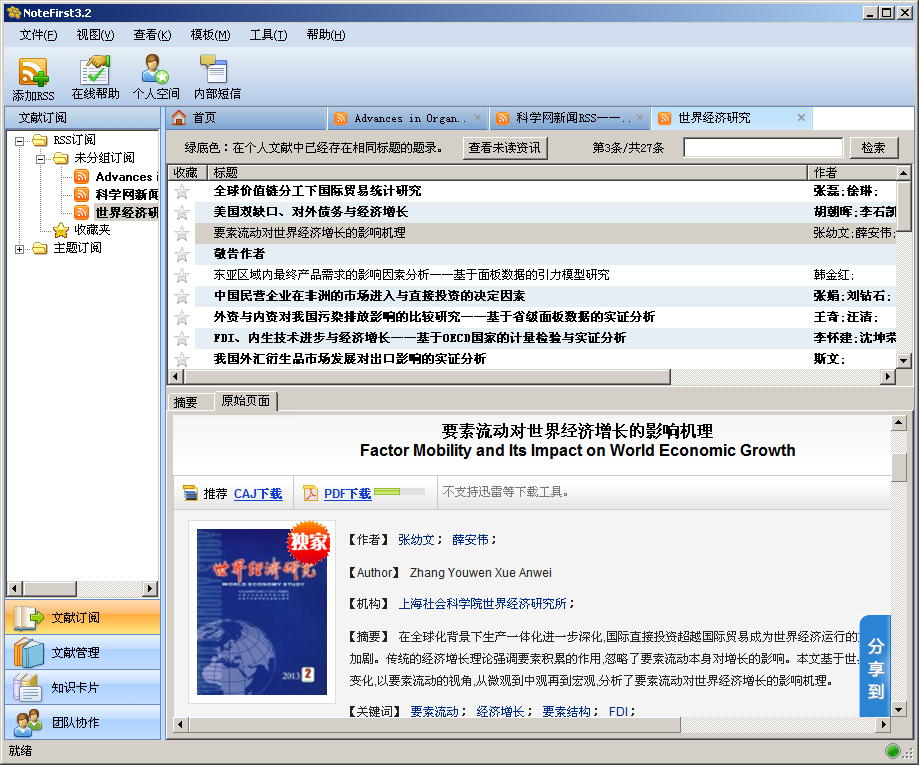 NoteFirst3.2
文件(F) 视图(V) 查看(K) 模板(M) 工具(T) 帮助(H)
添加RSS 在线帮助 个人空间 内部短信
文献订阅
首页 Advances in Organ.. 科学网新闻RSS——.. 世界经济研究
RSS订阅
未分组订阅
Advances i
科学网新闻
世界经济研
收藏夹
主题订阅
绿底色：在个人文献中已经存在相同标题的题录。 查看未读资讯 第3条/共27条 检索
收藏 标题 作者
全球价值链分工下国际贸易统计研究 张磊;徐琳;
美国双缺口、对外债务与经济增长 胡朝晖;李石凯
要素流动对世界经济增长的影响机理 张幼文;薛安伟;
敬告作者
东亚区域内最终产品需求的影响因素分析——基于面板数据的引力模型研究 韩金红;
中国民营企业在非洲的市场进入与直接投资的决定因素 张娟;刘钻石;
外资与内资对我国污染排放影响的比较研究——基于省级面板数据的实证分析 王奇;汪清;
FDI、内生技术进步与经济增长——基于OECD国家的计量检验与实证分析 李怀建;沈坤荣
我国外汇衍生品市场发展对出口影响的实证分析 斯文;
摘要 原始页面
要素流动对世界经济增长的影响机理
Factor Mobility and Its Impact on World Economic Growth
推荐 CAJ下载 PDF下载 不支持迅雷等下载工具。
独家
世界经济研究
WORLD ECONOMY STUDY
2013 2
【作者】 张幼文； 薛安伟；
【Author】 Zhang Youwen Xue Anwei
【机构】 上海社会科学院世界经济研究所；
【摘要】 在全球化背景下生产一体化进一步深化,国际直接投资超越国际贸易成为世界经济运行的
加剧。传统的经济增长理论强调要素积累的作用,忽略了要素流动本身对增长的影响。本文基于世
变化,以要素流动的视角,从微观到中观再到宏观,分析了要素流动对世界经济增长的影响机理。
【关键词】 要素流动； 经济增长； 要素结构； FDI；
分享到
文献订阅
文献管理
知识卡片
团队协作
就绪